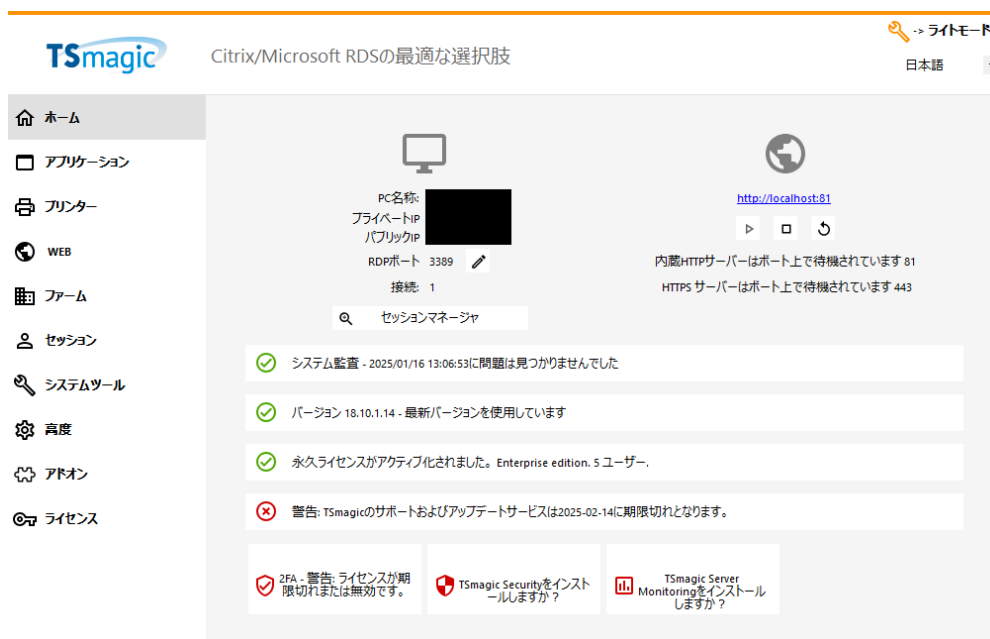 -> ライトモード
TSmagic
Citrix/Microsoft RDSの最適な選択肢
日本語
ホーム
アプリケーション
プリンター
WEB
ファーム
セッション
システムツール
高度
アドオン
ライセンス
PC名称:
プライベートIP
パブリックIP
RDPポート 3389
接続: 1
セッションマネージャ
http://localhost:81
内蔵HTTPサーバーはポート上で待機されています 81
HTTPS サーバーはポート上で待機されています 443
システム監査 - 2025/01/16 13:06:53に問題は見つかりませんでした
バージョン 18.10.1.14 - 最新バージョンを使用しています
永久ライセンスがアクティブ化されました。Enterprise edition. 5 ユーザー.
警告: TSmagicのサポートおよびアップデートサービスは2025-02-14に期限切れとなります。
2FA - 警告: ライセンスが期
限切れまたは無効です。
TSmagic Securityをインスト
ールしますか？
TSmagic Server
Monitoringをインストール
しますか？